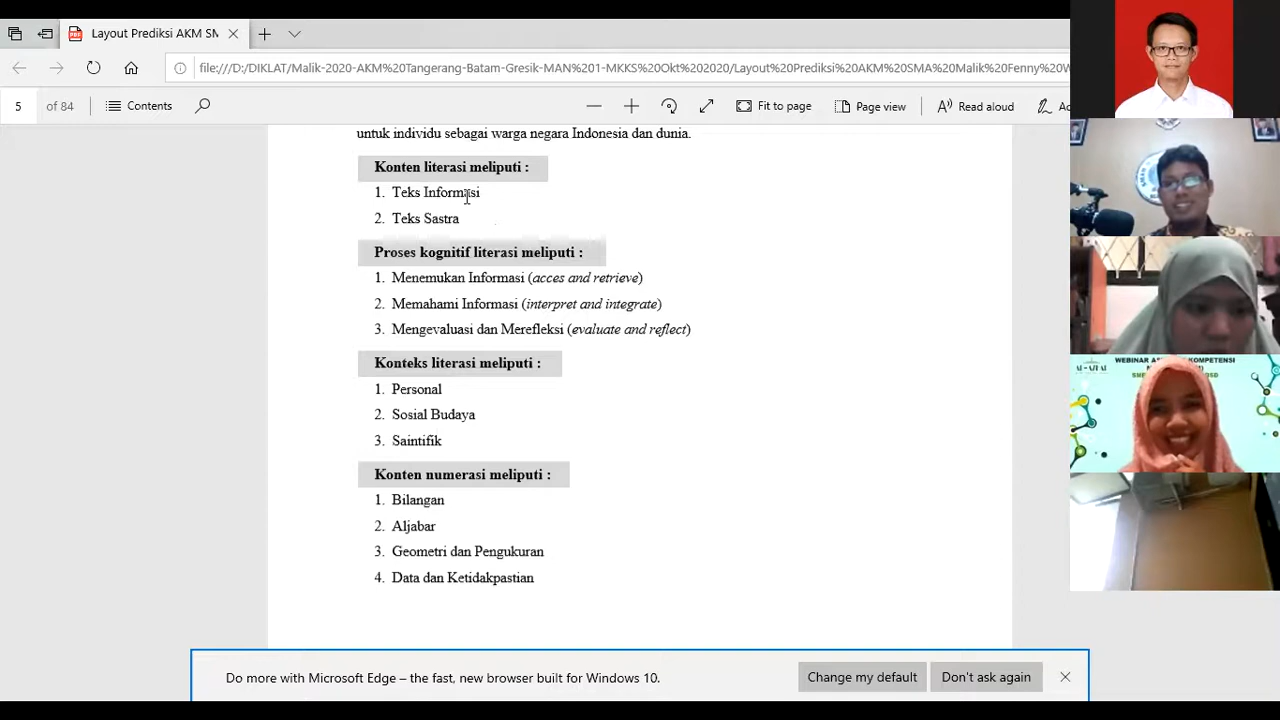 Layout Prediksi AKM SM
file:///D:/DIKLAT/Malik-2020-AKM%20Tangerang-Batam-Gresik-MAN%201-MKKS%20Okt%202020/Layout%20Prediksi%20AKM%20SMA%20Malik%20Fenny%20W
5 of 84 Contents Fit to page Page view Read aloud
untuk individu sebagai warga negara Indonesia dan dunia.
Konten literasi meliputi :
1. Teks Informasi
2. Teks Sastra
Proses kognitif literasi meliputi :
1. Menemukan Informasi (acces and retrieve)
2. Memahami Informasi (interpret and integrate)
3. Mengevaluasi dan Merefleksi (evaluate and reflect)
Konteks literasi meliputi :
1. Personal
2. Sosial Budaya
3. Saintifik
Konten numerasi meliputi :
1. Bilangan
2. Aljabar
3. Geometri dan Pengukuran
4. Data dan Ketidakpastian
Do more with Microsoft Edge – the fast, new browser built for Windows 10.
Change my default
Don't ask again